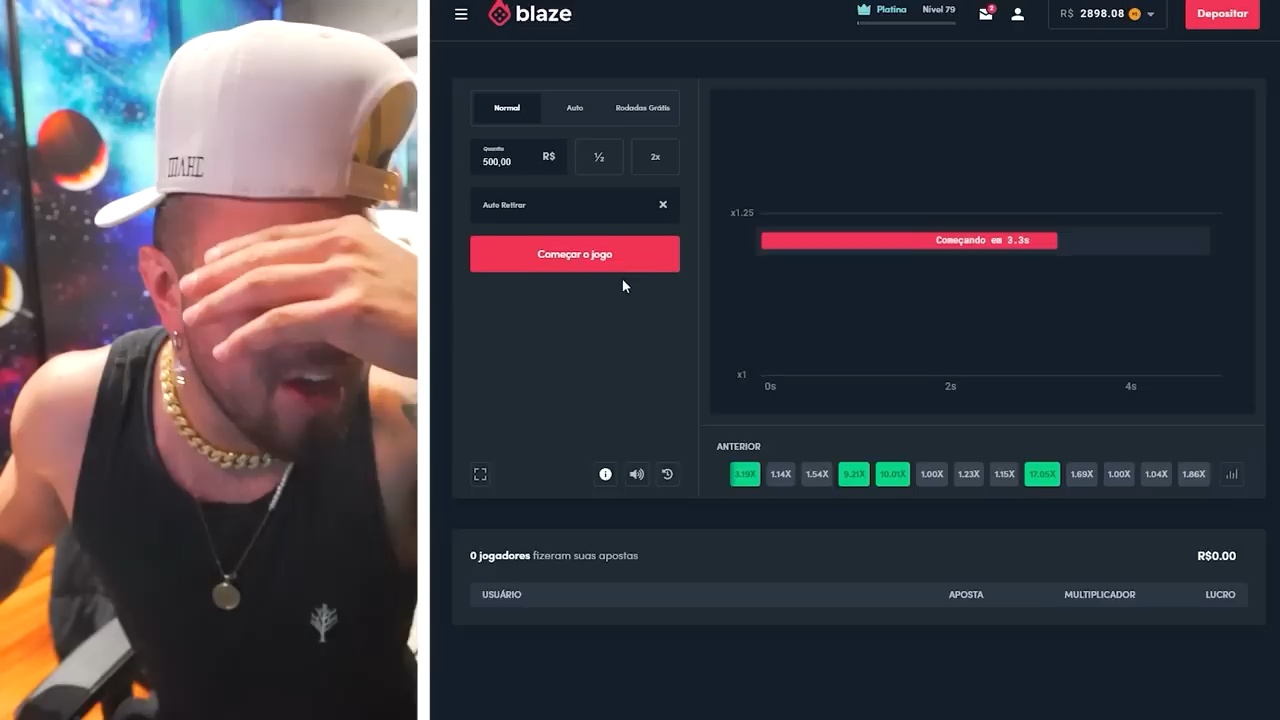 blaze
Platina Nível 79
2
R$ 2898.08
Depositar
Normal Auto Rodadas Grátis
Quantia
500,00 R$ ½ 2x
Auto Retirar
Começar o jogo
x1.25
Começando em 3.3s
x1
0s 2s 4s
ANTERIOR
3.19X 1.14X 1.54X 9.21X 10.01X 1.00X 1.23X 1.15X 17.05X 1.69X 1.00X 1.04X 1.86X
0 jogadores fizeram suas apostas R$0.00
USUÁRIO APOSTA MULTIPLICADOR LUCRO